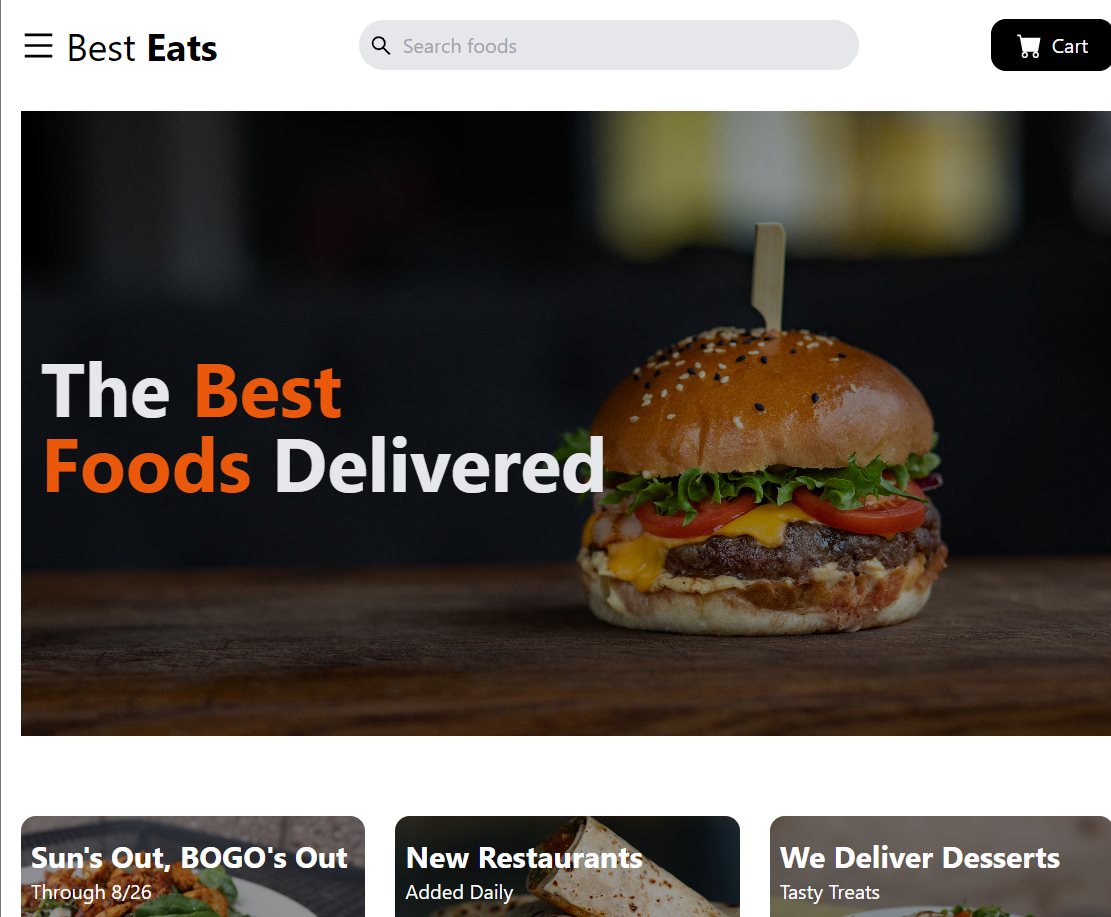 Best Eats
Search foods
Cart
The Best
Foods Delivered
Sun's Out, BOGO's Out
Through 8/26
New Restaurants
Added Daily
We Deliver Desserts
Tasty Treats